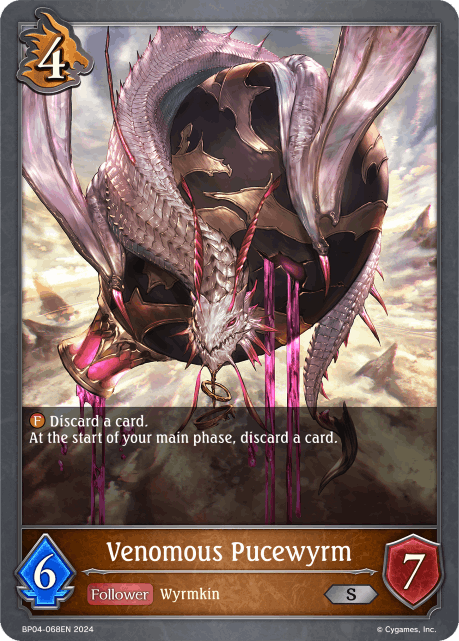 4
F Discard a card.
At the start of your main phase, discard a card.
Venomous Pucewyrm
6
Follower Wyrmkin
S
7
BP04-068EN 2024
© Cygames, Inc.